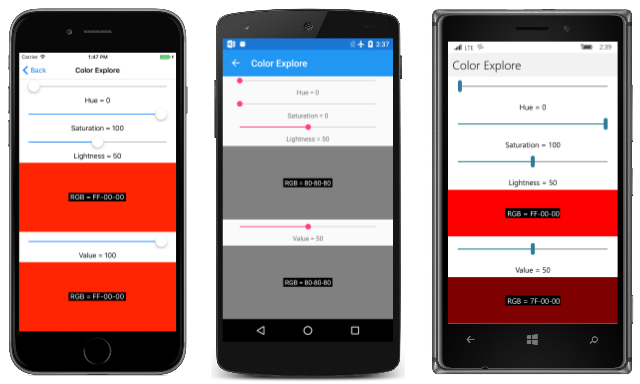 Carrier 1:47 PM
Back Color Explore
Hue = 0
Saturation = 100
Lightness = 50
RGB = FF-00-00
Value = 100
RGB = FF-00-00
2:37
Color Explore
Hue = 0
Saturation = 0
Lightness = 50
RGB = 80-80-80
Value = 50
RGB = 80-80-80
LTE 2:39
Color Explore
Hue = 0
Saturation = 100
Lightness = 50
RGB = FF-00-00
Value = 50
RGB = 7F-00-00